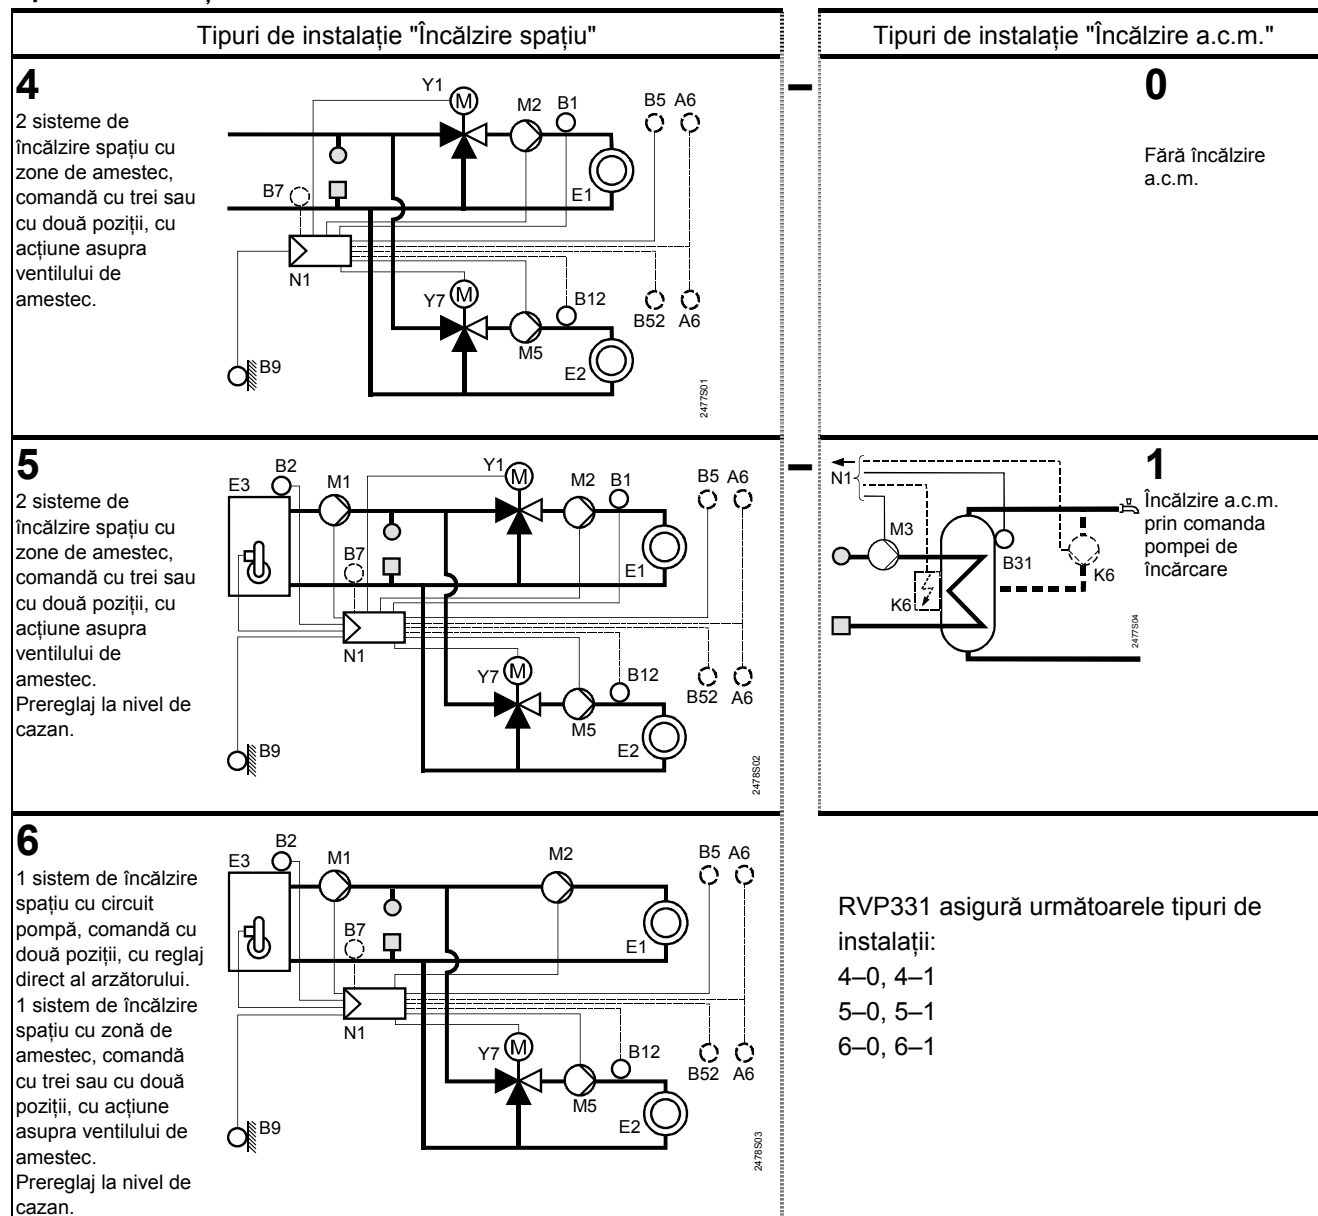 Tipuri de instalație "Încălzire spațiu"
Tipuri de instalație "Încălzire a.c.m."
4
2 sisteme de
încălzire spațiu cu
zone de amestec,
comandă cu trei sau
cu două poziții, cu
acțiune asupra
ventilului de
amestec.
Y1
M
M2
B1
B5
A6
B7
E1
N1
Y7
M
B12
B52
A6
M5
E2
B9
2477S01
–
0
Fără încălzire
a.c.m.
5
2 sisteme de
încălzire spațiu cu
zone de amestec,
comandă cu trei sau
cu două poziții, cu
acțiune asupra
ventilului de
amestec.
Prereglaj la nivel de
cazan.
E3
B2
M1
Y1
M
M2
B1
B5
A6
B7
E1
N1
Y7
M
B12
B52
A6
M5
E2
B9
2478S02
–
1
Încălzire a.c.m.
prin comanda
pompei de
încărcare
N1
M3
B31
K6
K6
2477S04
6
1 sistem de încălzire
spațiu cu circuit
pompă, comandă cu
două poziții, cu reglaj
direct al arzătorului.
1 sistem de încălzire
spațiu cu zonă de
amestec, comandă
cu trei sau cu două
poziții, cu acțiune
asupra ventilului de
amestec.
Prereglaj la nivel de
cazan.
E3
B2
M1
M2
B5
A6
B7
E1
N1
Y7
M
B12
B52
A6
M5
E2
B9
2478S03
RVP331 asigură următoarele tipuri de
instalații:
4–0, 4–1
5–0, 5–1
6–0, 6–1